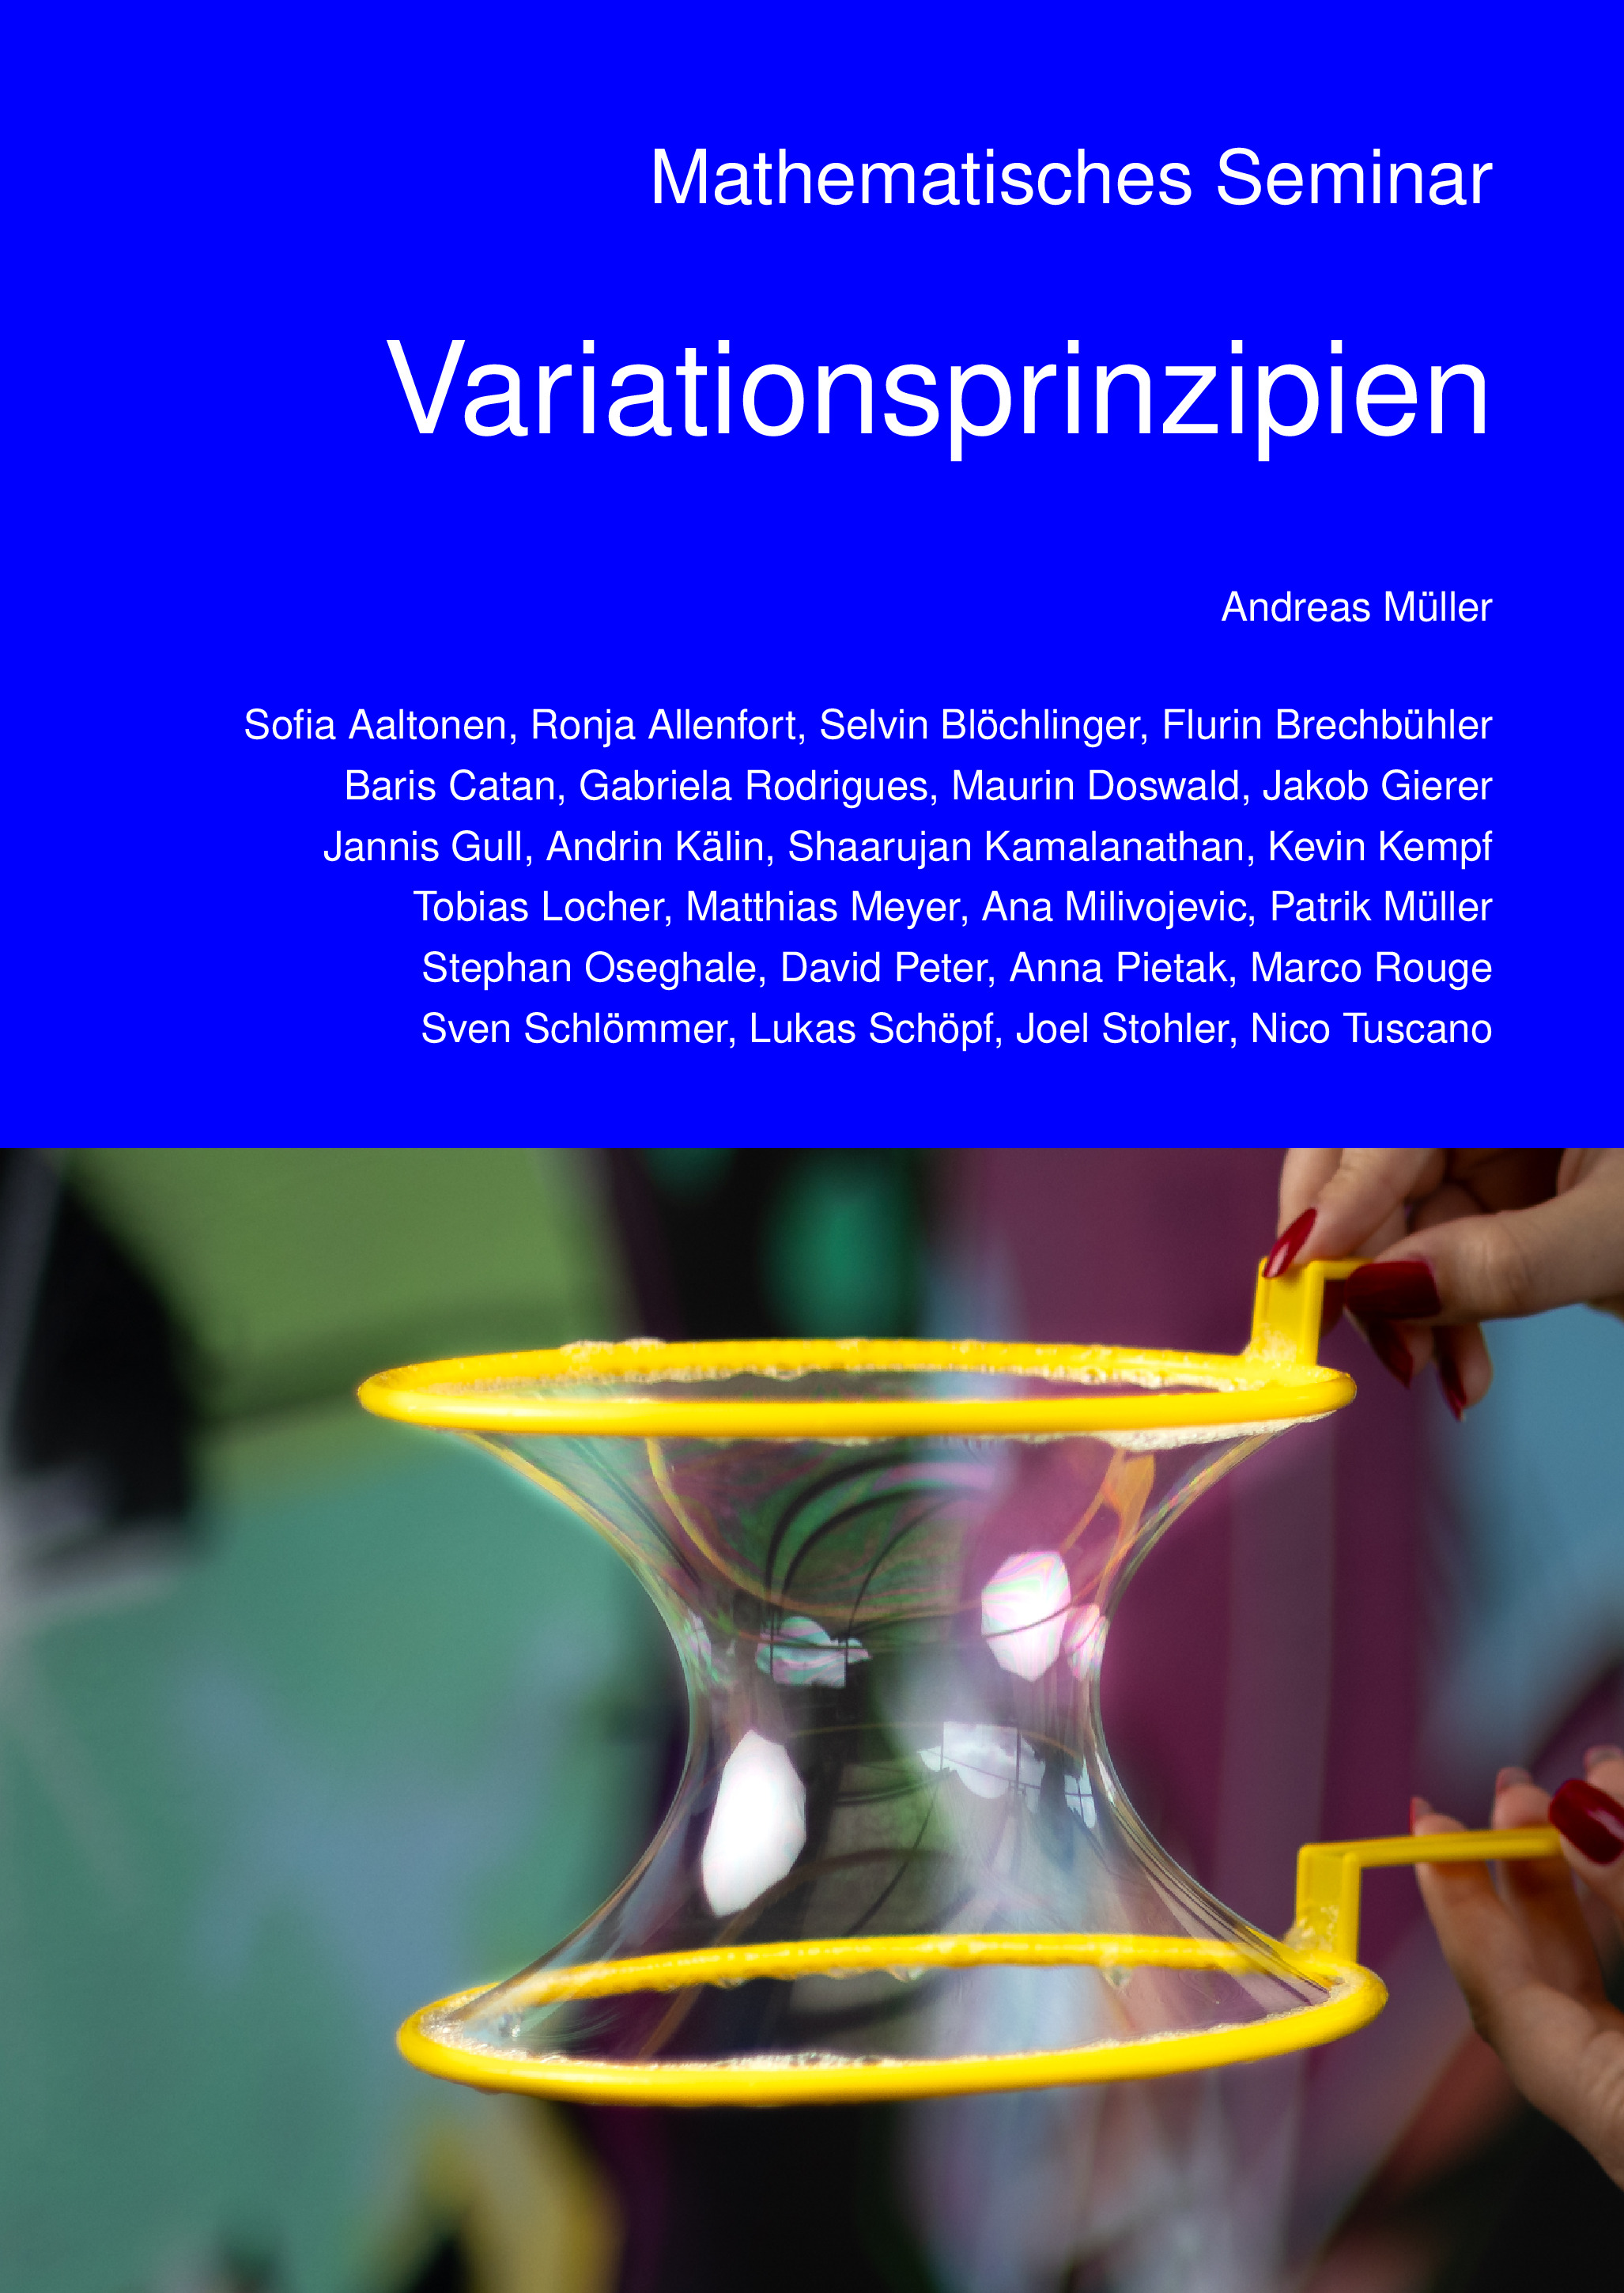 Mathematisches Seminar
Variationsprinzipien
Andreas Müller
Sofia Aaltonen, Ronja Allenfort, Selvin Blöchlinger, Flurin Brechbühler
Baris Catan, Gabriela Rodrigues, Maurin Doswald, Jakob Gierer
Jannis Gull, Andrin Kälin, Shaarujan Kamalanathan, Kevin Kempf
Tobias Locher, Matthias Meyer, Ana Milivojevic, Patrik Müller
Stephan Oseghale, David Peter, Anna Pietak, Marco Rouge
Sven Schlömmer, Lukas Schöpf, Joel Stohler, Nico Tuscano